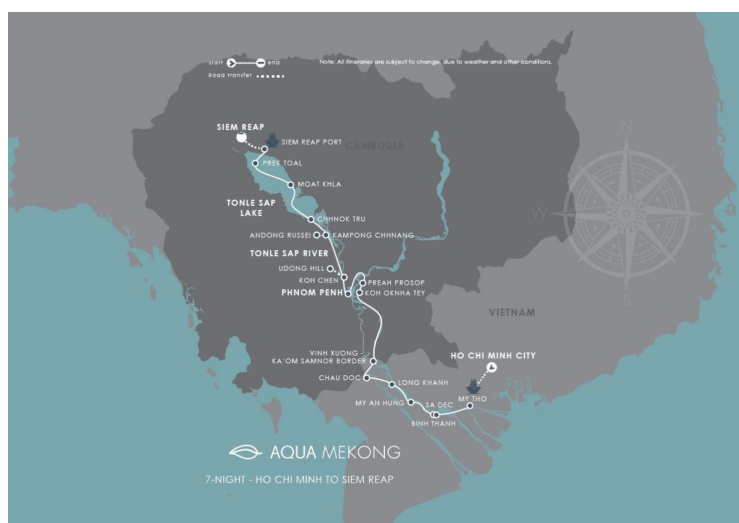 start end
Road transfer
Note: All itineraries are subject to change, due to weather and other conditions.
N
W
E
S
SIEM REAP
SIEM REAP PORT
CAMBODIA
PREK TOAL
MOAT KHLA
TONLE SAP
LAKE
CHHNOK TRU
ANDONG RUSSEI
KAMPONG CHHNANG
TONLE SAP RIVER
UDONG HILL
KOH CHEN
PREAH PROSOP
PHNOM PENH
KOH OKNHA TEY
VIETNAM
VINH XUONG -
KA'OM SAMNOR BORDER
HO CHI MINH CITY
CHAU DOC
LONG KHANH
MY AN HUNG
SA DEC
MY THO
BINH THANH
AQUA MEKONG
7-NIGHT - HO CHI MINH TO SIEM REAP